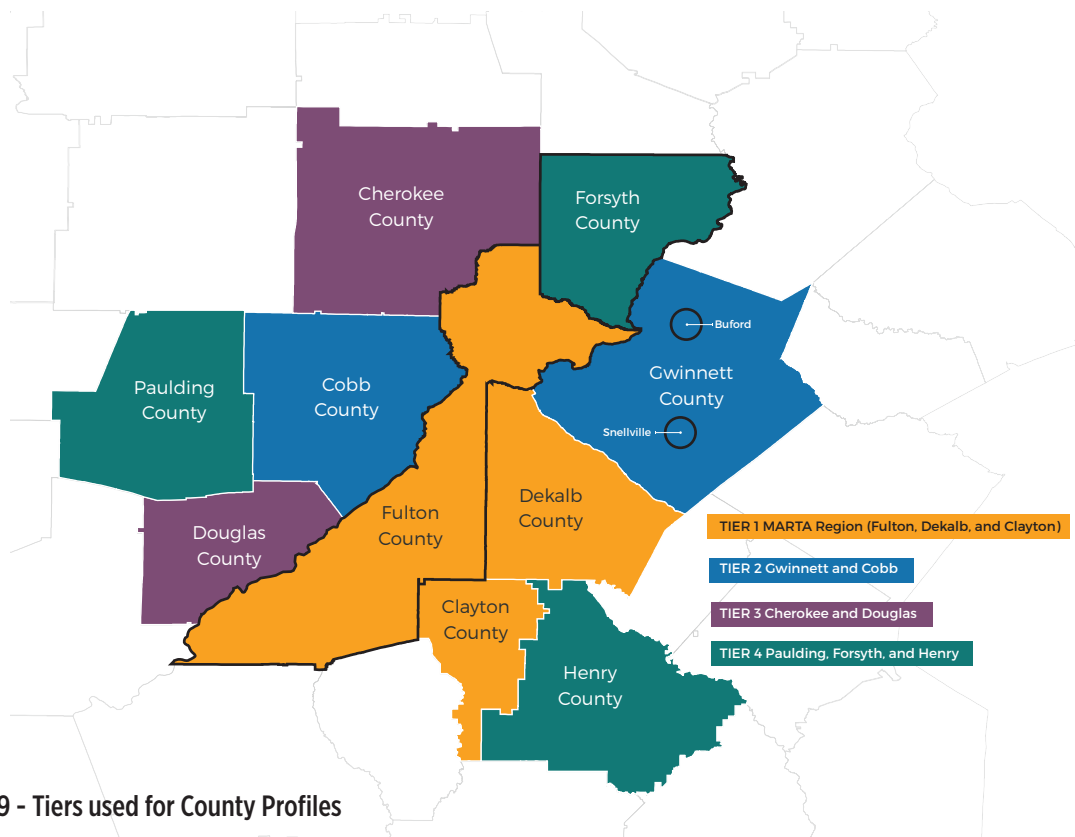 Cherokee
County
Forsyth
County
Buford
Gwinnett
County
Paulding
County
Cobb
County
Snellville
Dekalb
County
Fulton
County
Douglas
County
TIER 1 MARTA Region (Fulton, Dekalb, and Clayton)
TIER 2 Gwinnett and Cobb
Clayton
County
TIER 3 Cherokee and Douglas
TIER 4 Paulding, Forsyth, and Henry
Henry
County
9 - Tiers used for County Profiles